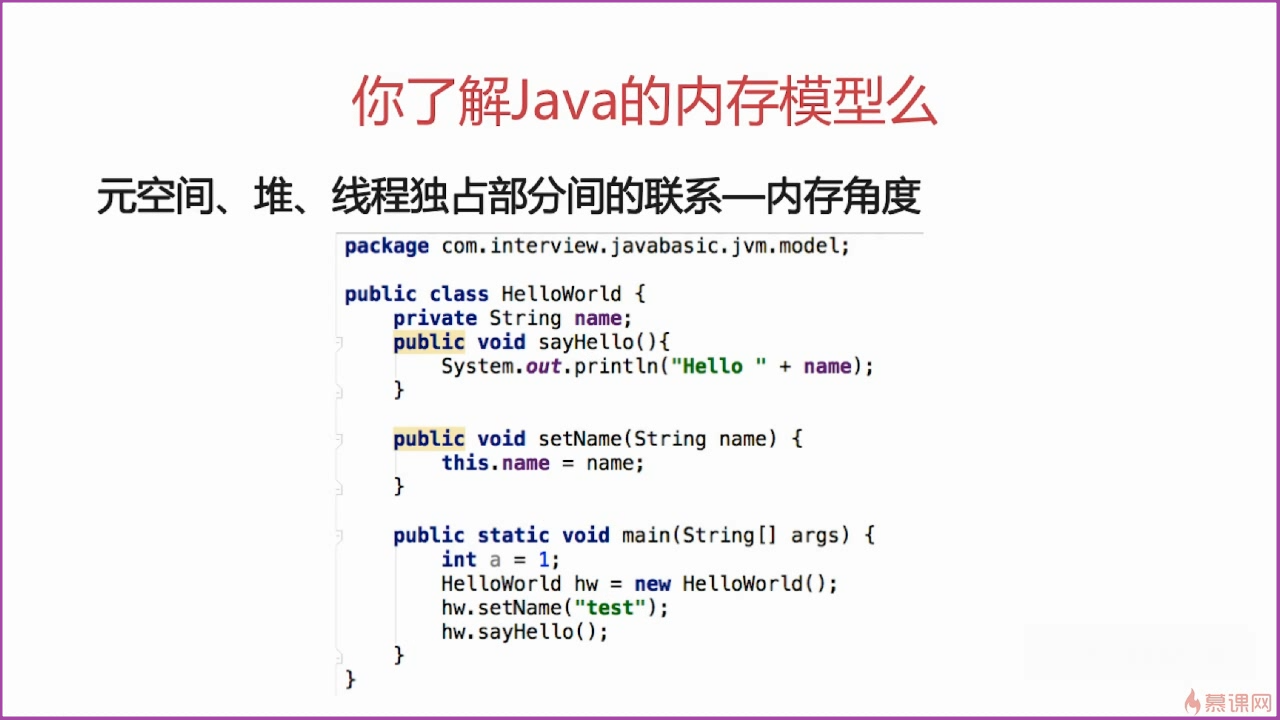 你了解Java的内存模型么
元空间、堆、线程独占部分间的联系—内存角度
package com.interview.javabasic.jvm.model;
public class HelloWorld {
    private String name;
    public void sayHello(){
        System.out.println("Hello " + name);
    }
    public void setName(String name) {
        this.name = name;
    }
    public static void main(String[] args) {
        int a = 1;
        HelloWorld hw = new HelloWorld();
        hw.setName("test");
        hw.sayHello();
    }
}
慕课网